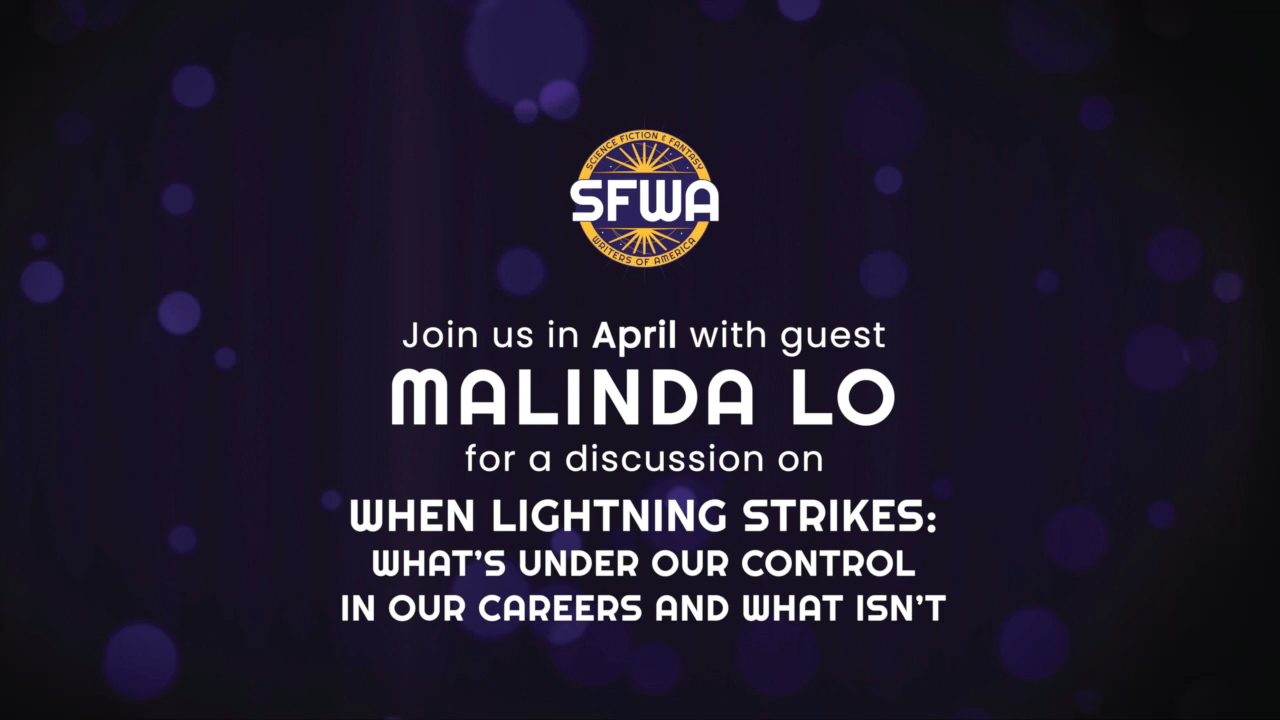 SCIENCE FICTION & FANTASY
SFWA
WRITERS OF AMERICA
Join us in April with guest
MALINDA LO
for a discussion on
WHEN LIGHTNING STRIKES:
WHAT'S UNDER OUR CONTROL
IN OUR CAREERS AND WHAT ISN'T